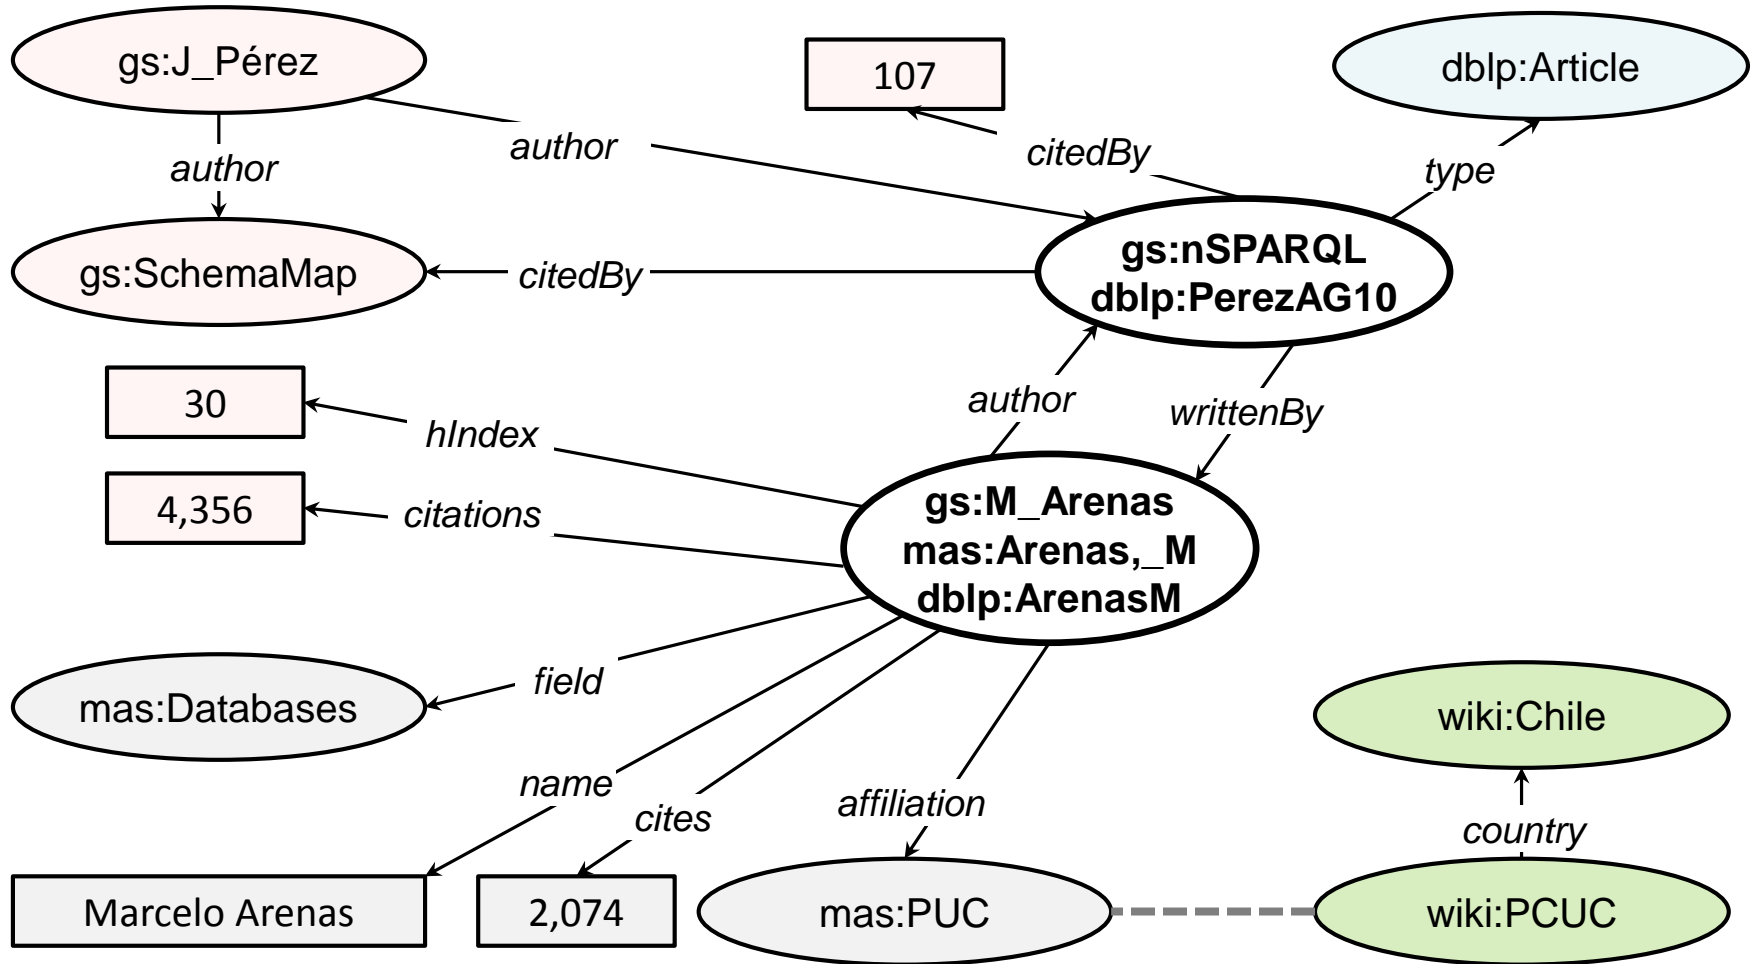 gs:J_Pérez
107
dblp:Article
author
citedBy
type
author
gs:SchemaMap
citedBy
gs:nSPARQL
dblp:PerezAG10
30
hIndex
author
writtenBy
4,356
citations
gs:M_Arenas
mas:Arenas,_M
dblp:ArenasM
mas:Databases
field
wiki:Chile
name
cites
affiliation
country
Marcelo Arenas
2,074
mas:PUC
wiki:PCUC